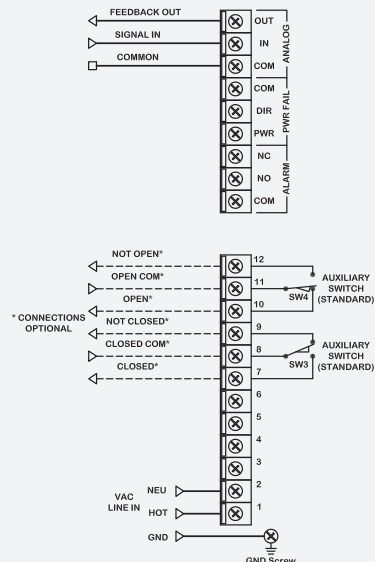 FEEDBACK OUT
OUT
SIGNAL IN
IN
COMMON
COM
ANALOG
COM
DIR
PWR
PWR FAIL
NC
NO
COM
ALARM
NOT OPEN*
12
OPEN COM*
11
SW4
AUXILIARY
SWITCH
(STANDARD)
OPEN*
10
* CONNECTIONS
OPTIONAL
NOT CLOSED*
9
CLOSED COM*
8
SW3
AUXILIARY
SWITCH
(STANDARD)
CLOSED*
7
6
5
4
3
VAC
LINE IN
NEU
2
HOT
1
GND
GND Screw